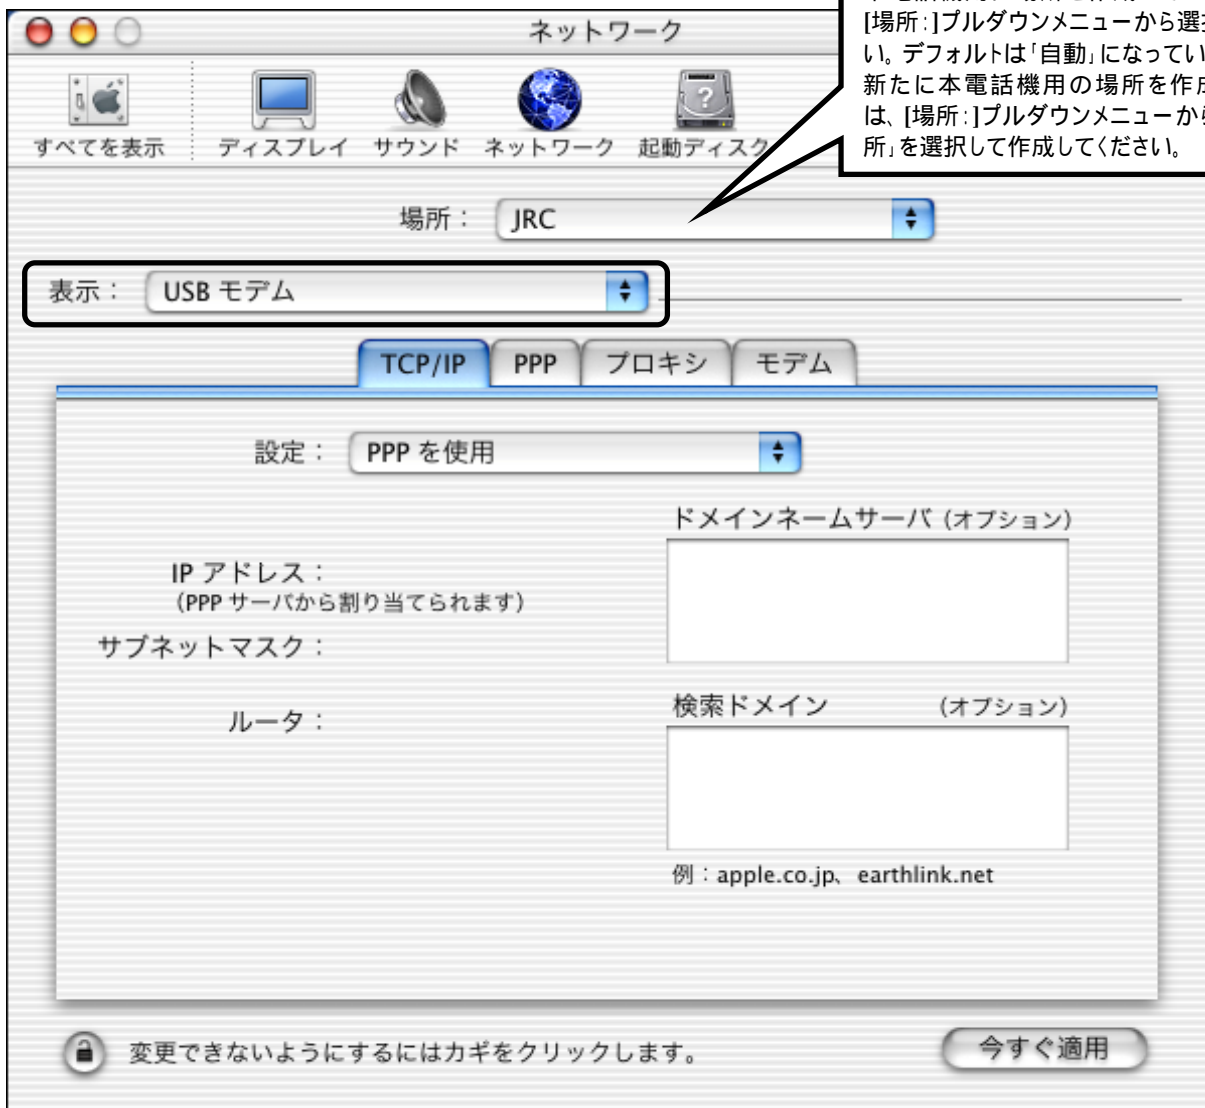 ネットワーク
[場所:]プルダウンメニューから選
い。デフォルトは「自動」になってい
新たに本電話機用の場所を作成
は、[場所:]プルダウンメニューから
所」を選択して作成してください。
すべてを表示 ディスプレイ サウンド ネットワーク 起動ディスク
場所: JRC
表示: USB モデム
TCP/IP PPP プロキシ モデム
設定: PPP を使用
ドメインネームサーバ (オプション)
IP アドレス:
(PPP サーバから割り当てられます)
サブネットマスク:
検索ドメイン (オプション)
ルータ:
例:apple.co.jp、earthlink.net
変更できないようにするにはカギをクリックします。
今すぐ適用